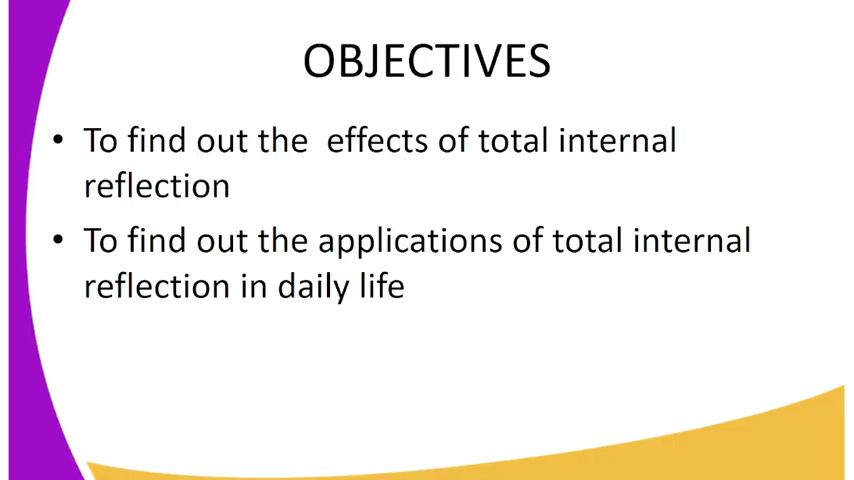 OBJECTIVES
• To find out the  effects of total internal
reflection
• To find out the applications of total internal
reflection in daily life